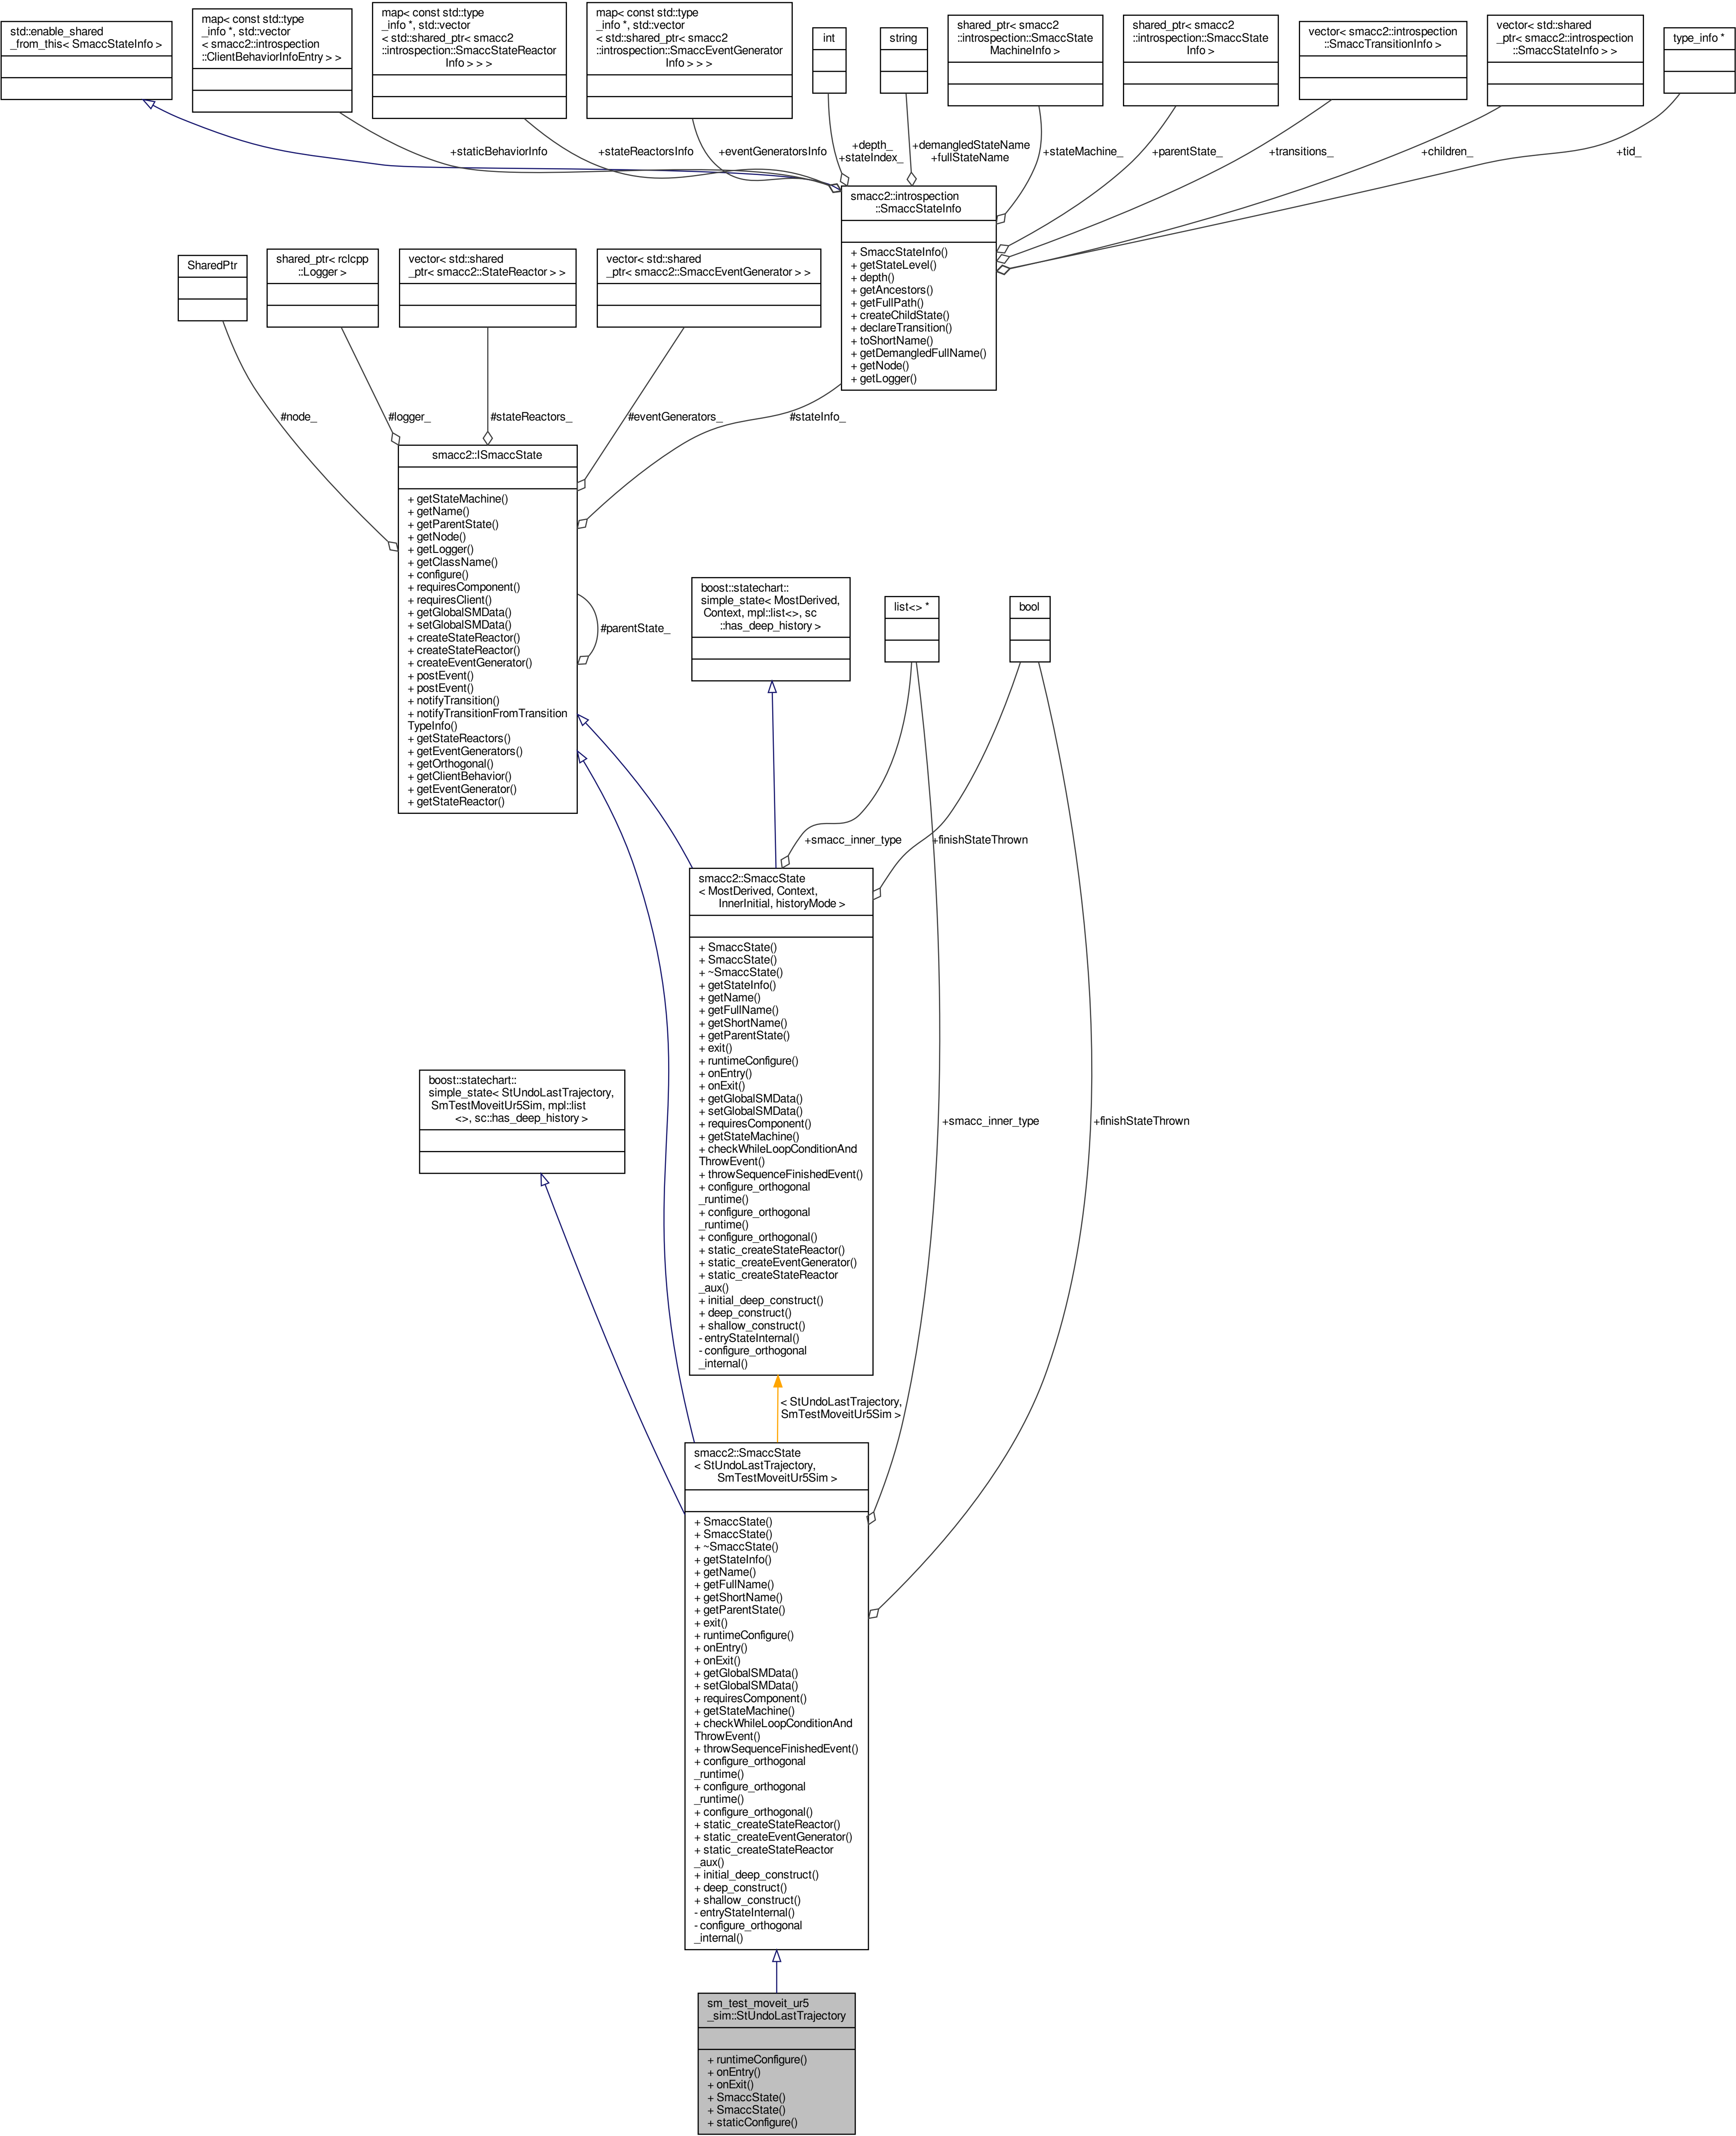 std::enable_shared
_from_this< SmaccStateInfo >
map< const std::type
_info *, std::vector
< smacc2::introspection
::ClientBehaviorInfoEntry > >
map< const std::type
_info *, std::vector
< std::shared_ptr< smacc2
::introspection::SmaccStateReactor
Info > > >
map< const std::type
_info *, std::vector
< std::shared_ptr< smacc2
::introspection::SmaccEventGenerator
Info > > >
int
string
shared_ptr< smacc2
::introspection::SmaccState
MachineInfo >
shared_ptr< smacc2
::introspection::SmaccState
Info >
vector< smacc2::introspection
::SmaccTransitionInfo >
vector< std::shared
_ptr< smacc2::introspection
::SmaccStateInfo > >
type_info *
+staticBehaviorInfo
+stateReactorsInfo
+eventGeneratorsInfo
+depth_
+stateIndex_
+demangledStateName
+fullStateName
+stateMachine_
+parentState_
+transitions_
+children_
+tid_
smacc2::introspection
::SmaccStateInfo
+ SmaccStateInfo()
+ getStateLevel()
+ depth()
+ getAncestors()
+ getFullPath()
+ createChildState()
+ declareTransition()
+ toShortName()
+ getDemangledFullName()
+ getNode()
+ getLogger()
SharedPtr
shared_ptr< rclcpp
::Logger >
vector< std::shared
_ptr< smacc2::StateReactor > >
vector< std::shared
_ptr< smacc2::SmaccEventGenerator > >
#node_
#logger_
#stateReactors_
#eventGenerators_
#stateInfo_
smacc2::ISmaccState
+ getStateMachine()
+ getName()
+ getParentState()
+ getNode()
+ getLogger()
+ getClassName()
+ configure()
+ requiresComponent()
+ requiresClient()
+ getGlobalSMData()
+ setGlobalSMData()
+ createStateReactor()
+ createStateReactor()
+ createEventGenerator()
+ postEvent()
+ postEvent()
+ notifyTransition()
+ notifyTransitionFromTransition
TypeInfo()
+ getStateReactors()
+ getEventGenerators()
+ getOrthogonal()
+ getClientBehavior()
+ getEventGenerator()
+ getStateReactor()
#parentState_
boost::statechart::
simple_state< MostDerived,
Context, mpl::list<>, sc
::has_deep_history >
list<> *
bool
+smacc_inner_type
+finishStateThrown
smacc2::SmaccState
< MostDerived, Context,
InnerInitial, historyMode >
+ SmaccState()
+ SmaccState()
+ ~SmaccState()
+ getStateInfo()
+ getName()
+ getFullName()
+ getShortName()
+ getParentState()
+ exit()
+ runtimeConfigure()
+ onEntry()
+ onExit()
+ getGlobalSMData()
+ setGlobalSMData()
+ requiresComponent()
+ getStateMachine()
+ checkWhileLoopConditionAnd
ThrowEvent()
+ throwSequenceFinishedEvent()
+ configure_orthogonal
_runtime()
+ configure_orthogonal
_runtime()
+ configure_orthogonal()
+ static_createStateReactor()
+ static_createEventGenerator()
+ static_createStateReactor
_aux()
+ initial_deep_construct()
+ deep_construct()
+ shallow_construct()
- entryStateInternal()
- configure_orthogonal
_internal()
boost::statechart::
simple_state< StUndoLastTrajectory,
SmTestMoveitUr5Sim, mpl::list
<>, sc::has_deep_history >
+smacc_inner_type
+finishStateThrown
< StUndoLastTrajectory,
SmTestMoveitUr5Sim >
smacc2::SmaccState
< StUndoLastTrajectory,
SmTestMoveitUr5Sim >
+ SmaccState()
+ SmaccState()
+ ~SmaccState()
+ getStateInfo()
+ getName()
+ getFullName()
+ getShortName()
+ getParentState()
+ exit()
+ runtimeConfigure()
+ onEntry()
+ onExit()
+ getGlobalSMData()
+ setGlobalSMData()
+ requiresComponent()
+ getStateMachine()
+ checkWhileLoopConditionAnd
ThrowEvent()
+ throwSequenceFinishedEvent()
+ configure_orthogonal
_runtime()
+ configure_orthogonal
_runtime()
+ configure_orthogonal()
+ static_createStateReactor()
+ static_createEventGenerator()
+ static_createStateReactor
_aux()
+ initial_deep_construct()
+ deep_construct()
+ shallow_construct()
- entryStateInternal()
- configure_orthogonal
_internal()
sm_test_moveit_ur5
_sim::StUndoLastTrajectory
+ runtimeConfigure()
+ onEntry()
+ onExit()
+ SmaccState()
+ SmaccState()
+ staticConfigure()